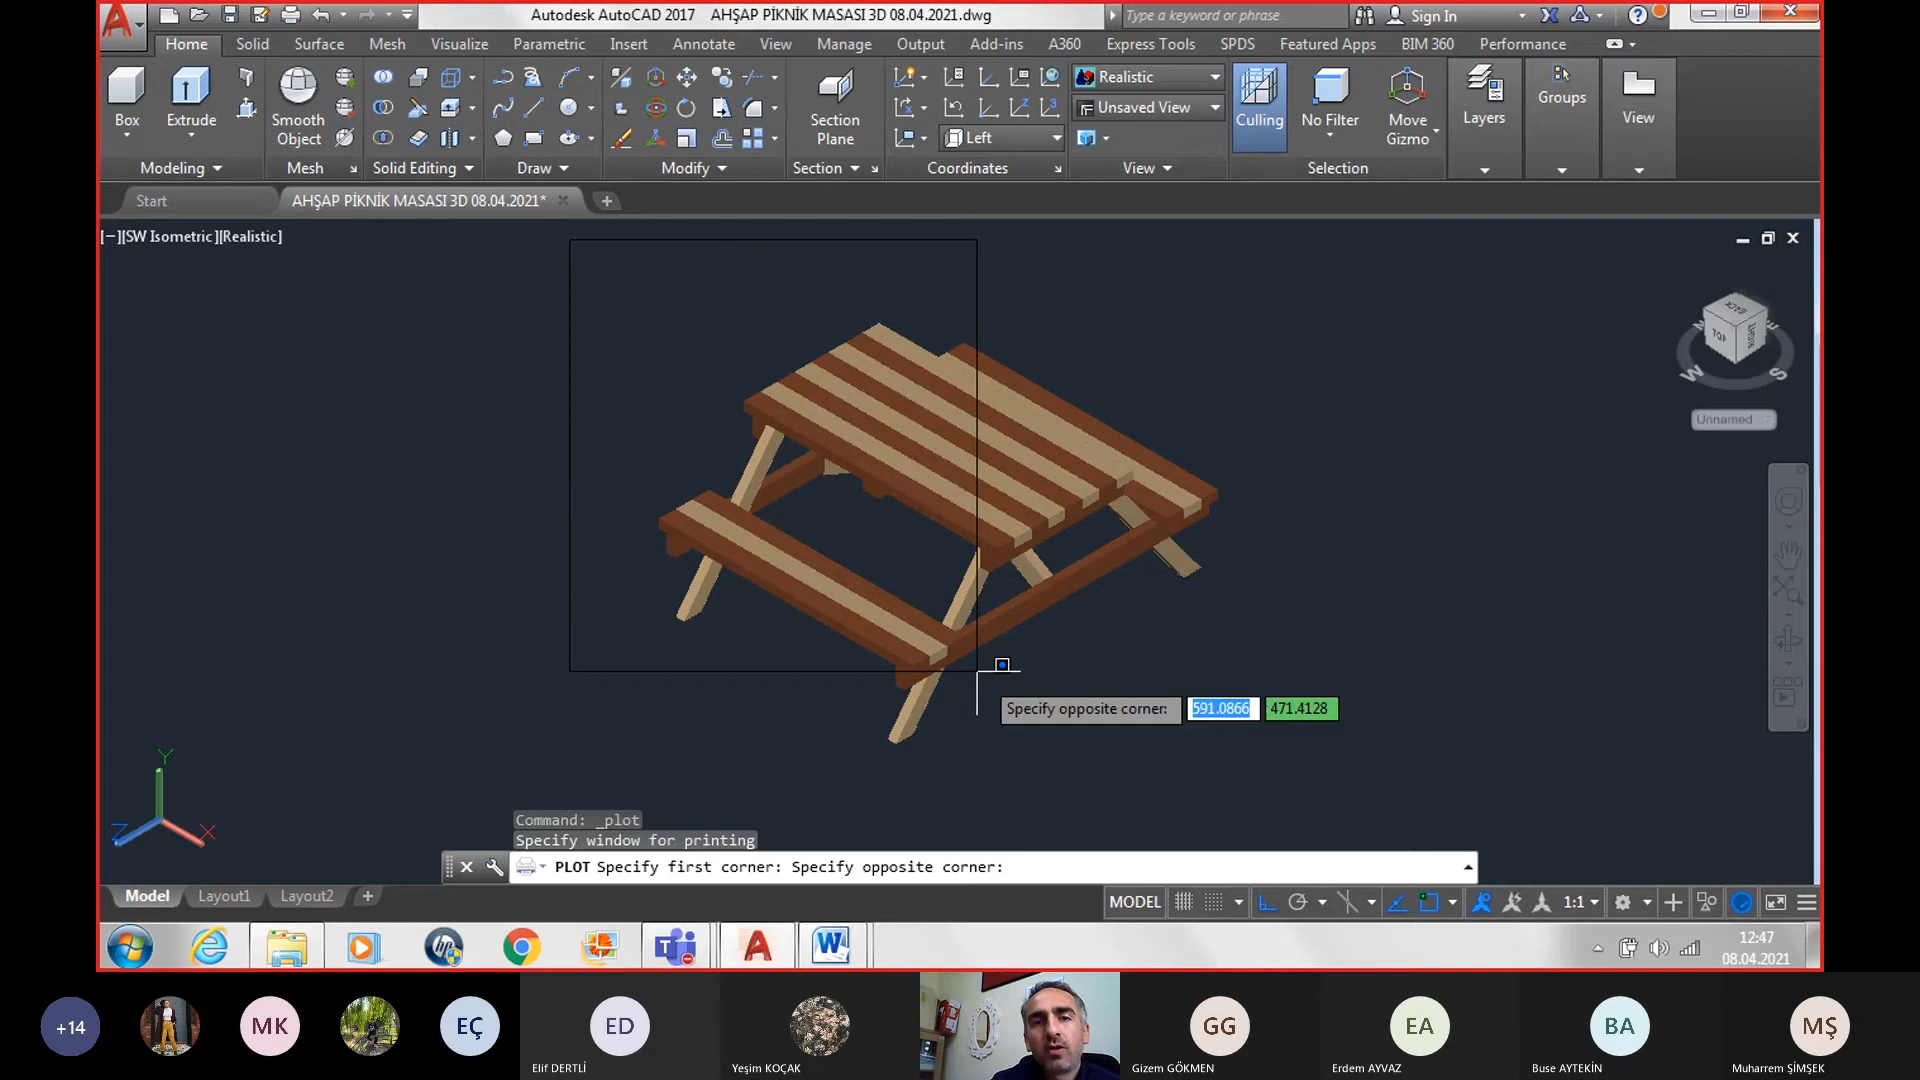 Autodesk AutoCAD 2017 AHŞAP PİKNİK MASASI 3D 08.04.2021.dwg
Type a keyword or phrase
Sign In
Home Solid Surface Mesh Visualize Parametric Insert Annotate View Manage Output Add-ins A360 Express Tools SPDS Featured Apps BIM 360 Performance
Box
Extrude
Smooth
Object
Section
Plane
Realistic
Unsaved View
Left
Culling
No Filter
Move
Gizmo
Layers
Groups
View
Modeling Mesh Solid Editing Draw Modify Section Coordinates View Selection
Start
AHŞAP PİKNİK MASASI 3D 08.04.2021*
[−][SW Isometric][Realistic]
TOP
W
S
Unnamed
Specify opposite corner: 591.0866 471.4128
Y
Z
X
Command: _plot
Specify window for printing
PLOT Specify first corner: Specify opposite corner:
Model Layout1 Layout2
MODEL
1:1
12:47
08.04.2021
+14
MK
EÇ
ED
GG
EA
BA
MŞ
Elif DERTLİ
Yeşim KOÇAK
Gizem GÖKMEN
Erdem AYVAZ
Buse AYTEKİN
Muharrem ŞİMŞEK